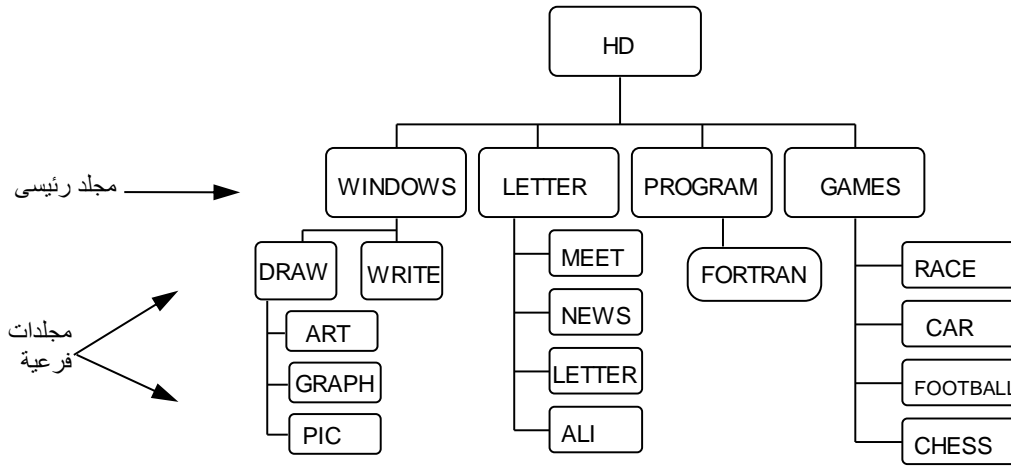 HD
مجلد رئيسى
WINDOWS
LETTER
PROGRAM
GAMES
مجلدات
فرعية
DRAW
WRITE
ART
GRAPH
PIC
MEET
NEWS
LETTER
ALI
FORTRAN
RACE
CAR
FOOTBALL
CHESS